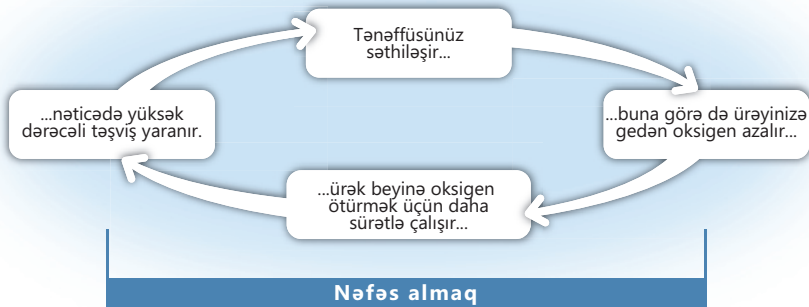 Tənəffüsünüz
səthiləşir...
...buna görə də ürəyinizə
gedən oksigen azalır...
...ürək beyinə oksigen
ötürmək üçün daha
sürətlə çalışır...
...nəticədə yüksək
dərəcəli təşviş yaranır.
Nəfəs almaq